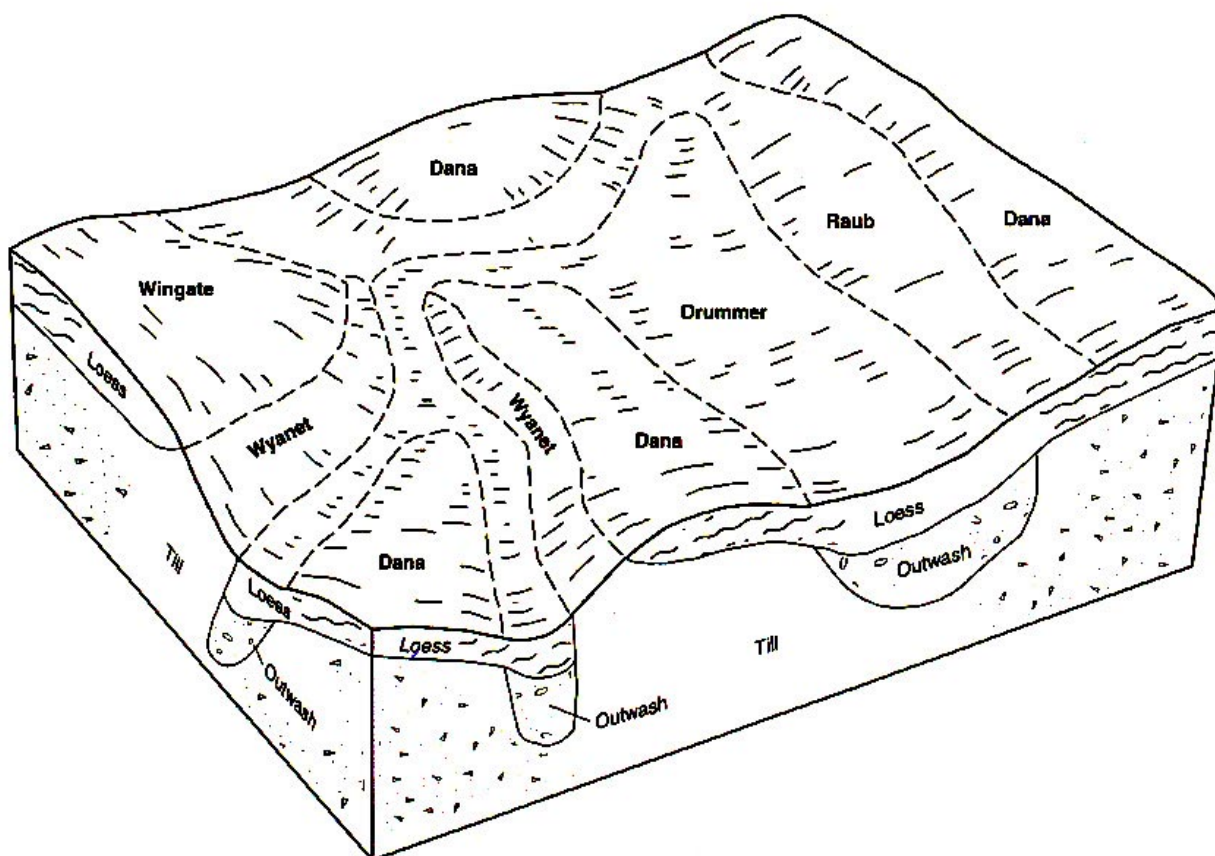 Dana
Raub
Dana
Wingate
Drummer
Loess
Wyanet
Wyanet
Dana
Loess
Outwash
Till
Dana
Loess
Loess
Till
Outwash
Outwash